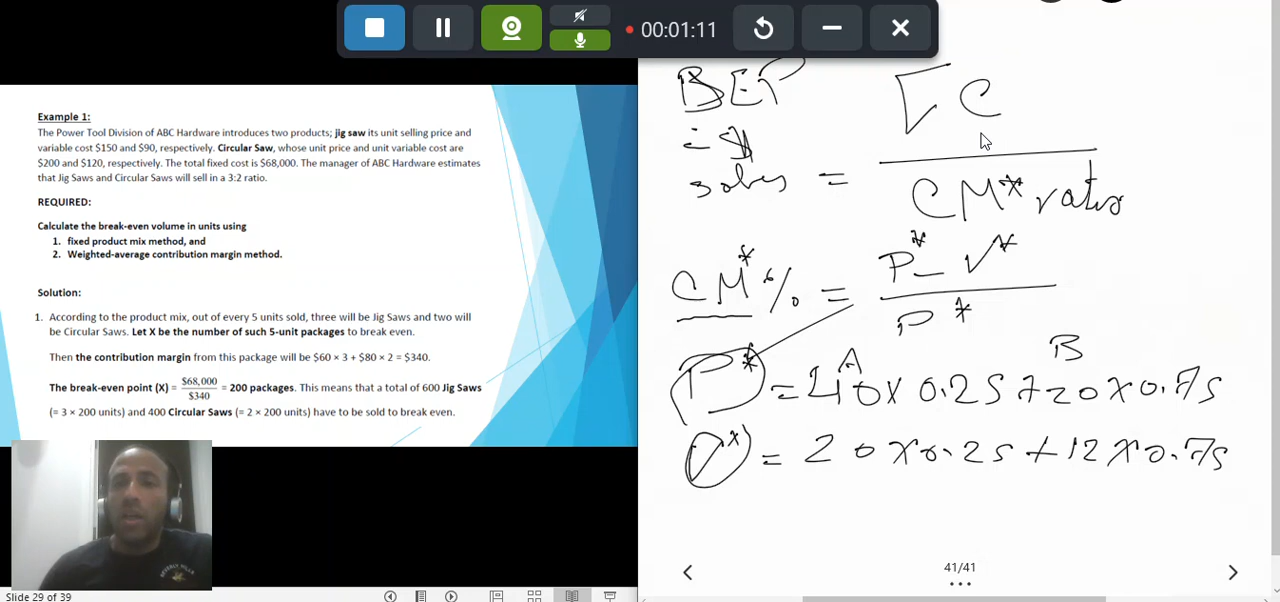 00:01:11
Example 1:
The Power Tool Division of ABC Hardware introduces two products; jig saw its unit selling price and
variable cost $150 and $90, respectively. Circular Saw, whose unit price and unit variable cost are
$200 and $120, respectively. The total fixed cost is $68,000. The manager of ABC Hardware estimates
that Jig Saws and Circular Saws will sell in a 3:2 ratio.
REQUIRED:
Calculate the break-even volume in units using
1. fixed product mix method, and
2. Weighted-average contribution margin method.
Solution:
1. According to the product mix, out of every 5 units sold, three will be Jig Saws and two will
be Circular Saws. Let X be the number of such 5-unit packages to break even.
Then the contribution margin from this package will be $60 × 3 + $80 × 2 = $340.
The break-even point (X) = $68,000 / $340 = 200 packages. This means that a total of 600 Jig Saws
(= 3 × 200 units) and 400 Circular Saws (= 2 × 200 units) have to be sold to break even.
BEVERLY HILLS
Slide 29 of 39
BEP
in $
=
CM* ratio
CM* % = P* - V* / P*
A B
P* = 40 x 0.25 + 20 x 0.75
V* = 20 x 0.25 + 12 x 0.75
41/41